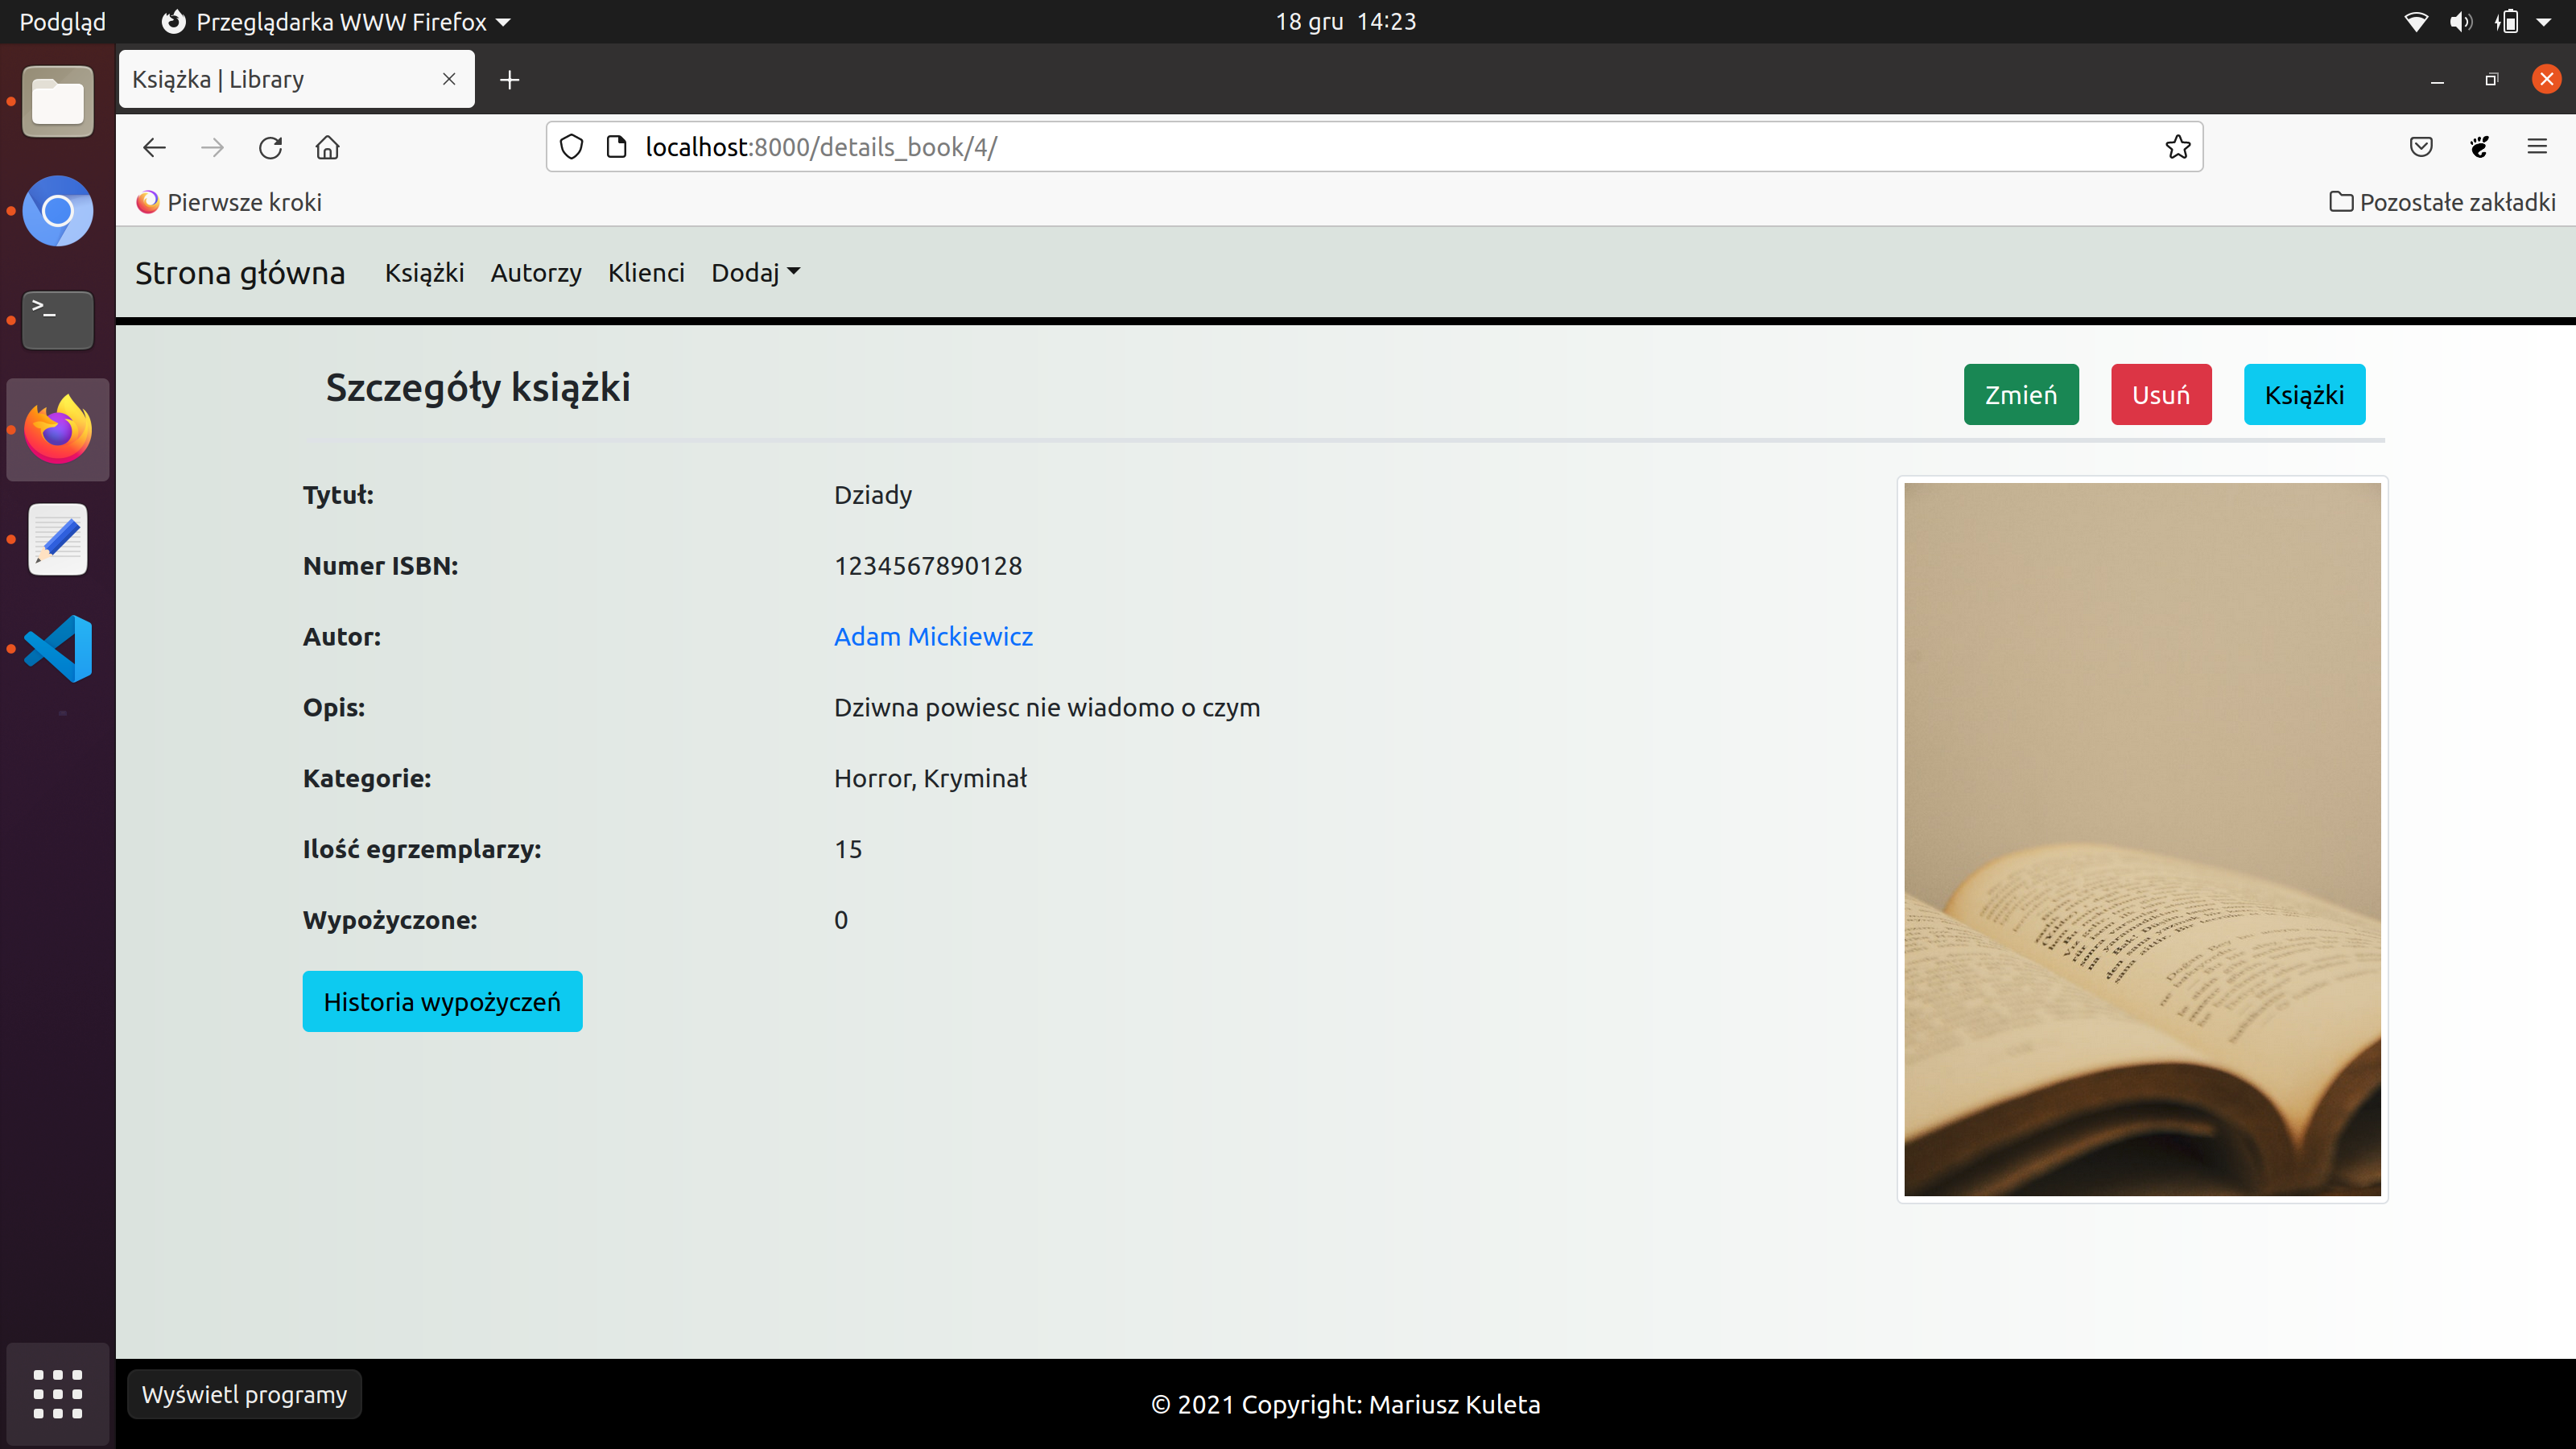 Podgląd Przeglądarka WWW Firefox 18 gru 14:23
Książka | Library
localhost:8000/details_book/4/
Pierwsze kroki Pozostałe zakładki
Strona główna Książki Autorzy Klienci Dodaj
Szczegóły książki Zmień Usuń Książki
Tytuł: Dziady
Numer ISBN: 1234567890128
Autor: Adam Mickiewicz
Opis: Dziwna powiesc nie wiadomo o czym
Kategorie: Horror, Kryminał
Ilość egrzemplarzy: 15
Wypożyczone: 0
Historia wypożyczeń
Wyświetl programy
© 2021 Copyright: Mariusz Kuleta